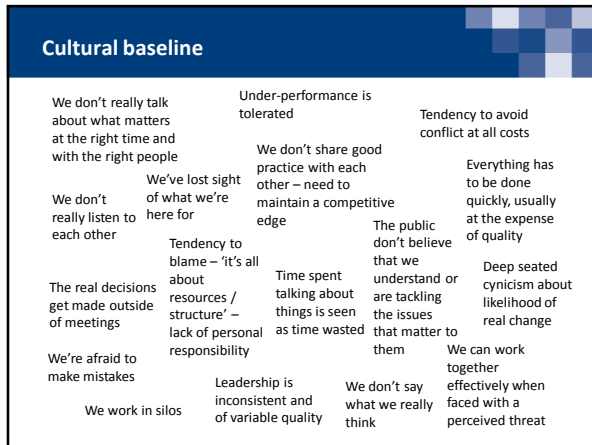 Cultural baseline
We don't really talk
about what matters
at the right time and
with the right people
Under-performance is
tolerated
Tendency to avoid
conflict at all costs
We don't
really listen to
each other
We've lost sight
of what we're
here for
We don't share good
practice with each
other – need to
maintain a competitive
edge
Everything has
to be done
quickly, usually
at the expense
of quality
The real decisions
get made outside
of meetings
Tendency to
blame – 'it's all
about
resources /
structure' –
lack of personal
responsibility
Time spent
talking about
things is seen
as time wasted
The public
don't believe
that we
understand or
are tackling
the issues
that matter to
them
Deep seated
cynicism about
likelihood of
real change
We're afraid to
make mistakes
We work in silos
Leadership is
inconsistent and
of variable quality
We don't say
what we really
think
We can work
together
effectively when
faced with a
perceived threat